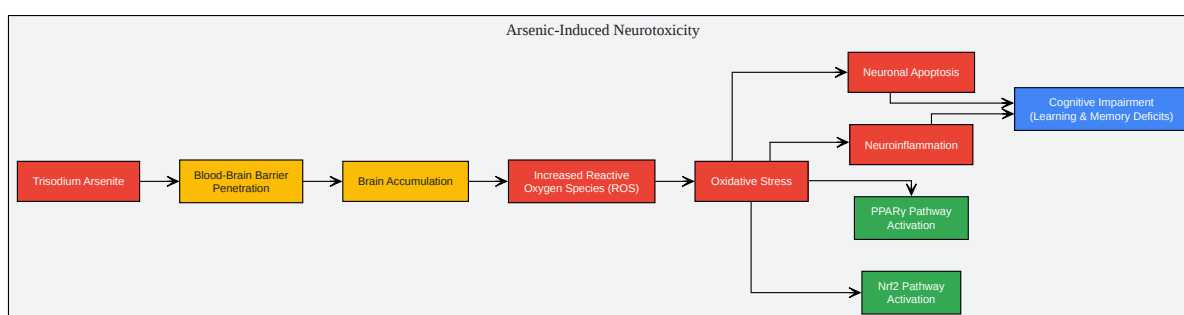 Arsenic-Induced Neurotoxicity
Trisodium Arsenite
Blood-Brain Barrier
Penetration
Brain Accumulation
Increased Reactive
Oxygen Species (ROS)
Oxidative Stress
Neuronal Apoptosis
Neuroinflammation
Cognitive Impairment
(Learning & Memory Deficits)
PPARγ Pathway
Activation
Nrf2 Pathway
Activation